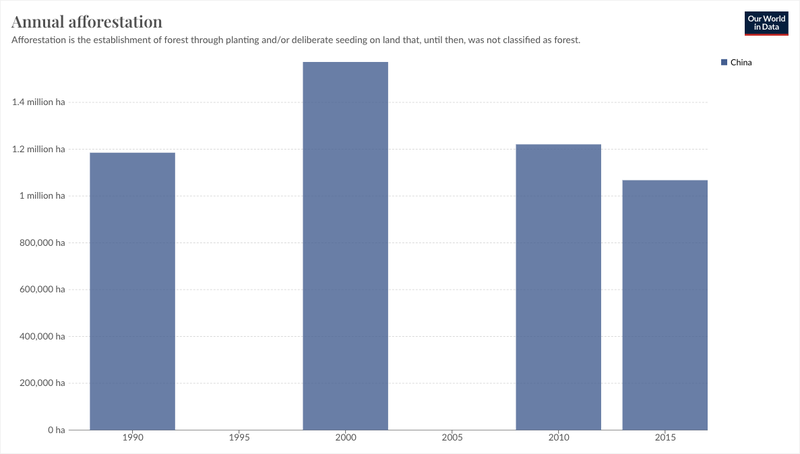 Annual afforestation
Our World
in Data
Afforestation is the establishment of forest through planting and/or deliberate seeding on land that, until then, was not classified as forest.
China
1.4 million ha
1.2 million ha
1 million ha
800,000 ha
600,000 ha
400,000 ha
200,000 ha
0 ha
1990 1995 2000 2005 2010 2015